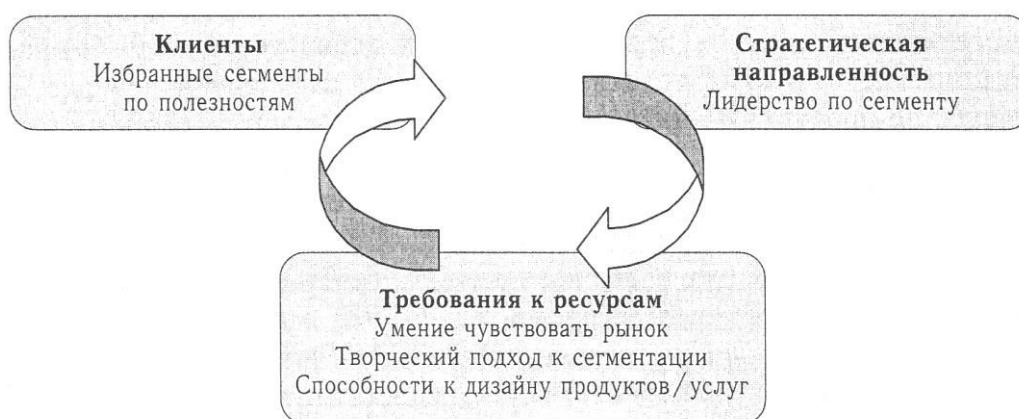 Клиенты
Избранные сегменты
по полезностям
Стратегическая
направленность
Лидерство по сегменту
Требования к ресурсам
Умение чувствовать рынок
Творческий подход к сегментации
Способности к дизайну продуктов/услуг